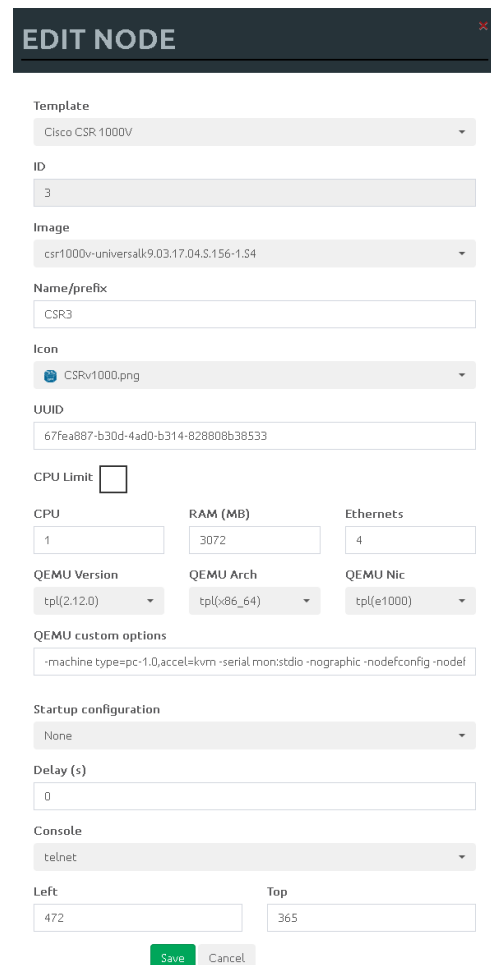 EDIT NODE
×
Template
Cisco CSR 1000V
ID
3
Image
csr1000v-universalk9.03.17.04.S.156-1.S4
Name/prefix
CSR3
Icon
CSRv1000.png
UUID
67fea887-b30d-4ad0-b314-828808b38533
CPU Limit
CPU RAM (MB) Ethernets
1 3072 4
QEMU Version QEMU Arch QEMU Nic
tpl(2.12.0) tpl(x86_64) tpl(e1000)
QEMU custom options
-machine type=pc-1.0,accel=kvm -serial mon:stdio -nographic -nodefconfig -nodef
Startup configuration
None
Delay (s)
0
Console
telnet
Left Top
472 365
Save Cancel